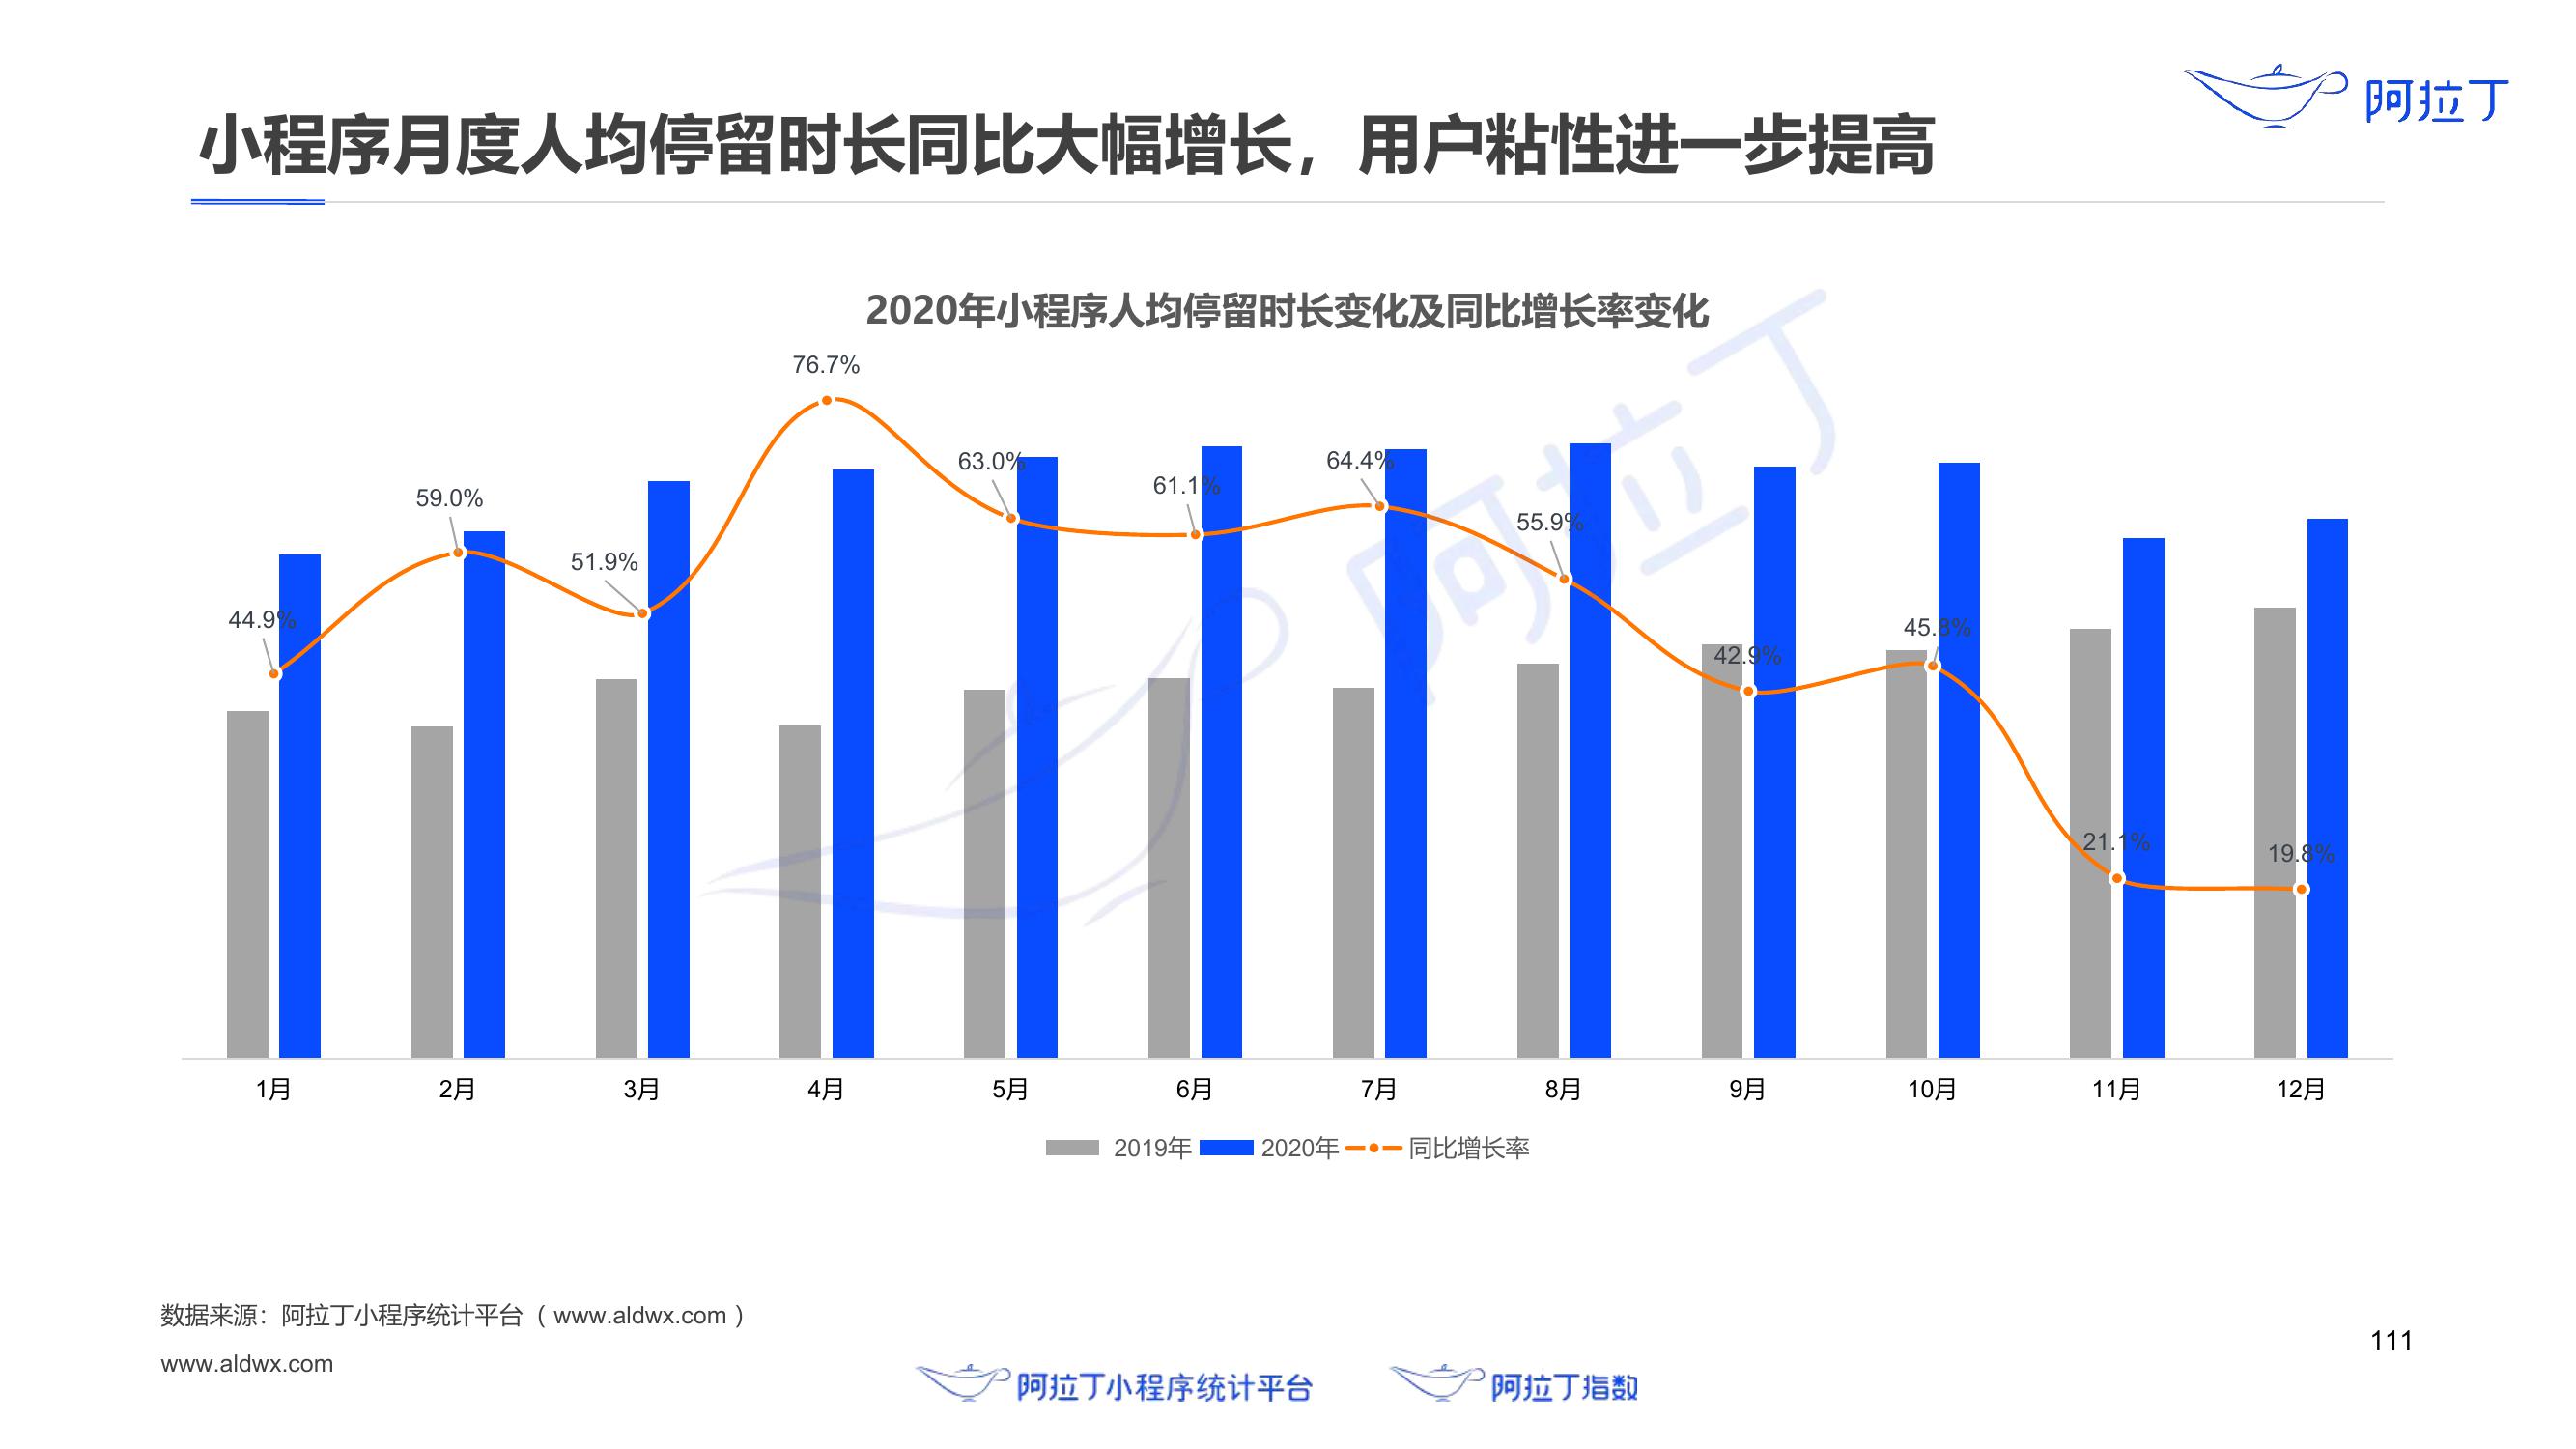 阿拉丁
小程序月度人均停留时长同比大幅增长，用户粘性进一步提高
2020年小程序人均停留时长变化及同比增长率变化
44.9%
59.0%
51.9%
76.7%
63.0%
61.1%
64.4%
55.9%
42.9%
45.8%
21.1%
19.8%
阿拉丁
1月 2月 3月 4月 5月 6月 7月 8月 9月 10月 11月 12月
2019年 2020年 同比增长率
数据来源：阿拉丁小程序统计平台（www.aldwx.com）
www.aldwx.com
阿拉丁小程序统计平台 阿拉丁指数
111